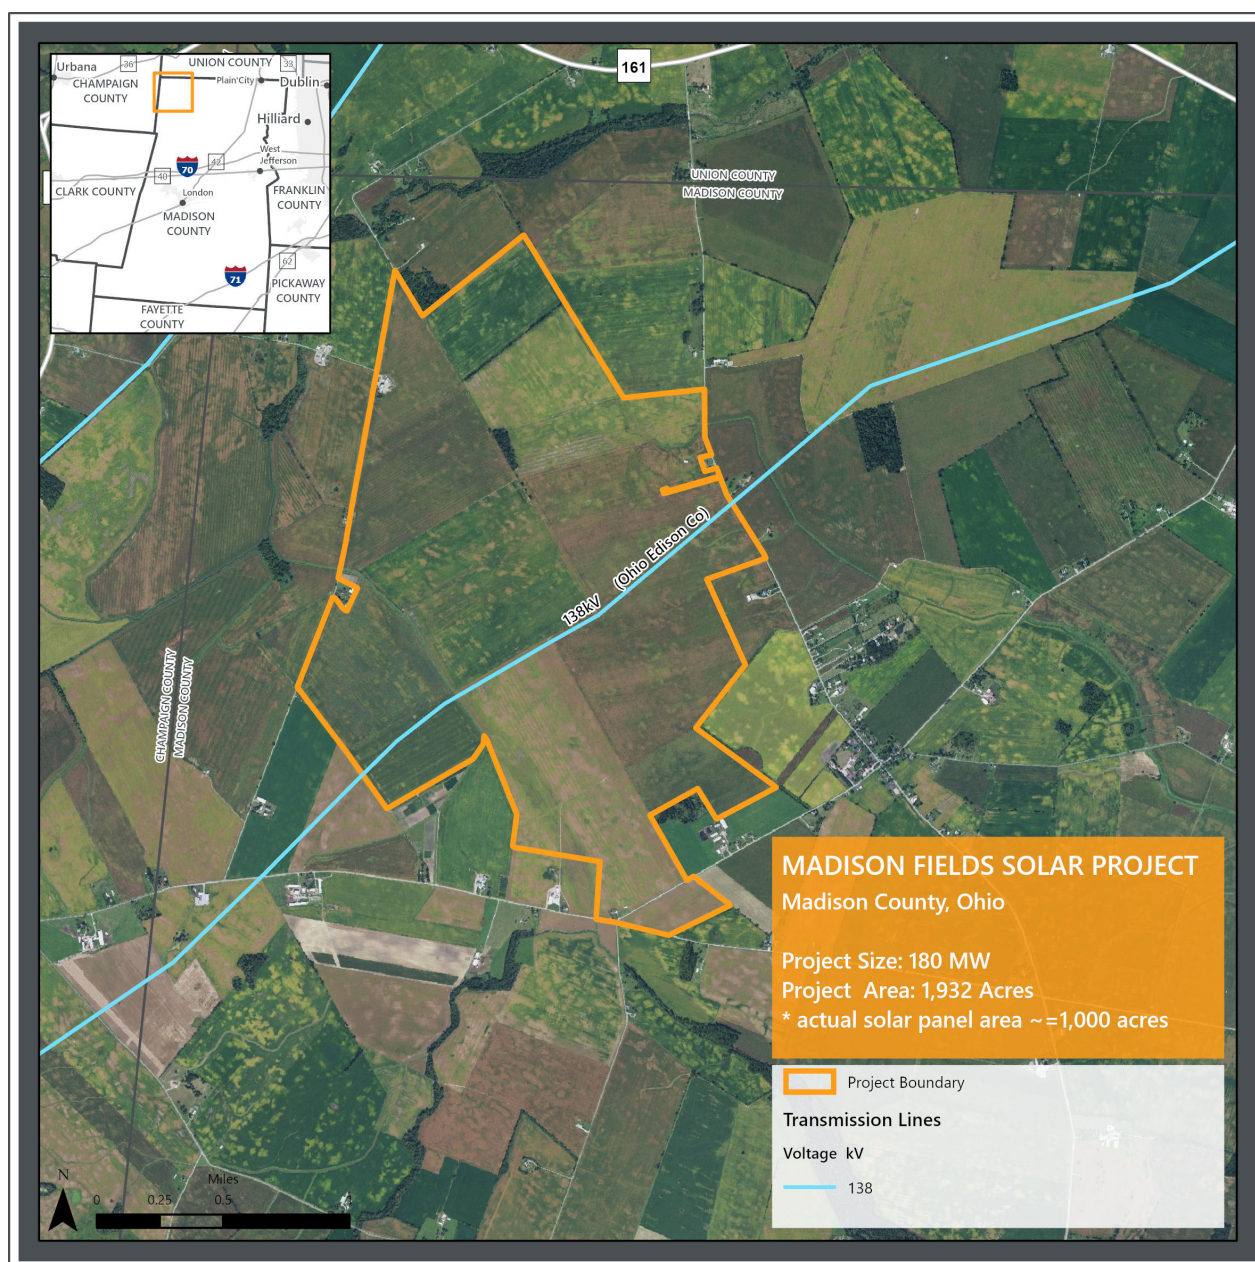 161
Urbana
36
UNION COUNTY
33
CHAMPAIGN
COUNTY
Plain City
Dublin
Hilliard
West
Jefferson
42
70
40
CLARK COUNTY
London
FRANKLIN
COUNTY
MADISON
COUNTY
62
71
PICKAWAY
COUNTY
FAYETTE
COUNTY
UNION COUNTY
MADISON COUNTY
138kV (Ohio Edison Co)
CHAMPAIGN COUNTY
MADISON COUNTY
MADISON FIELDS SOLAR PROJECT
Madison County, Ohio
Project Size: 180 MW
Project Area: 1,932 Acres
* actual solar panel area ~=1,000 acres
Project Boundary
Transmission Lines
Voltage kV
138
N
Miles
0 0.25 0.5 1